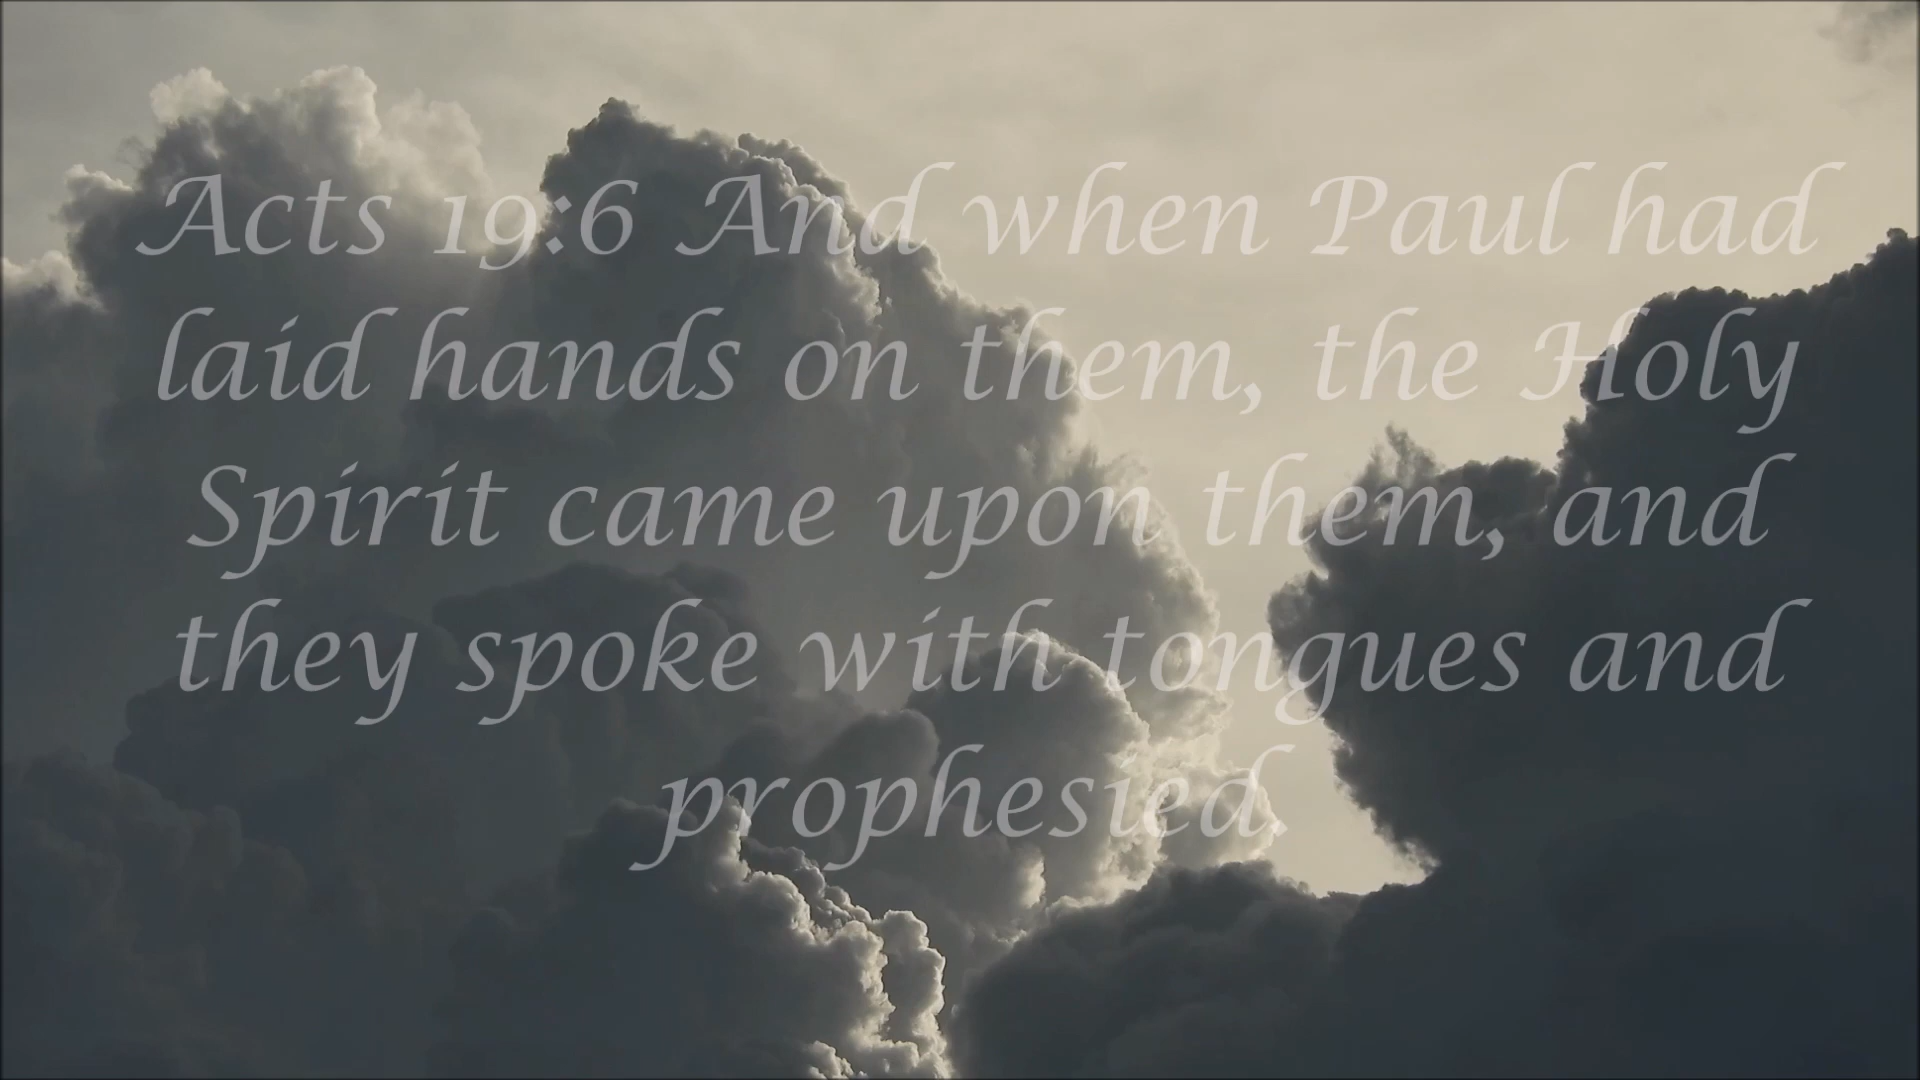 Acts 19:6 And when Paul had
laid hands on them, the Holy
Spirit came upon them, and
they spoke with tongues and
prophesied.